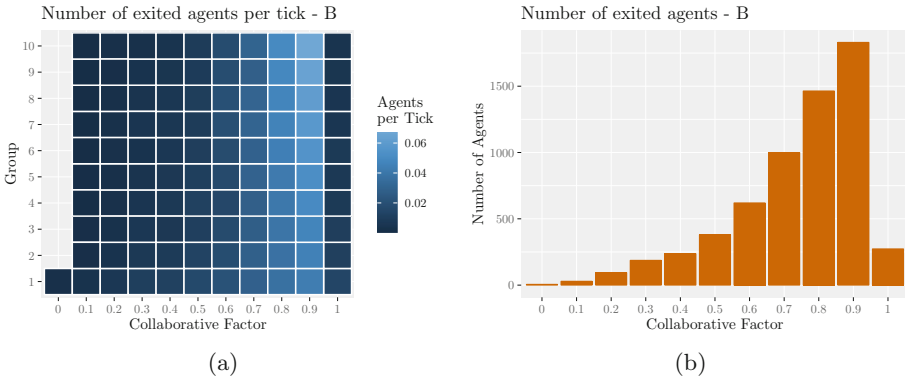 Number of exited agents per tick - B
10
9
8
7
6
5
4
3
2
1
Group
0 0.1 0.2 0.3 0.4 0.5 0.6 0.7 0.8 0.9 1
Collaborative Factor
Agents
per Tick
0.06
0.04
0.02
(a)
Number of exited agents - B
1500
1000
500
0
Number of Agents
0 0.1 0.2 0.3 0.4 0.5 0.6 0.7 0.8 0.9 1
Collaborative Factor
(b)